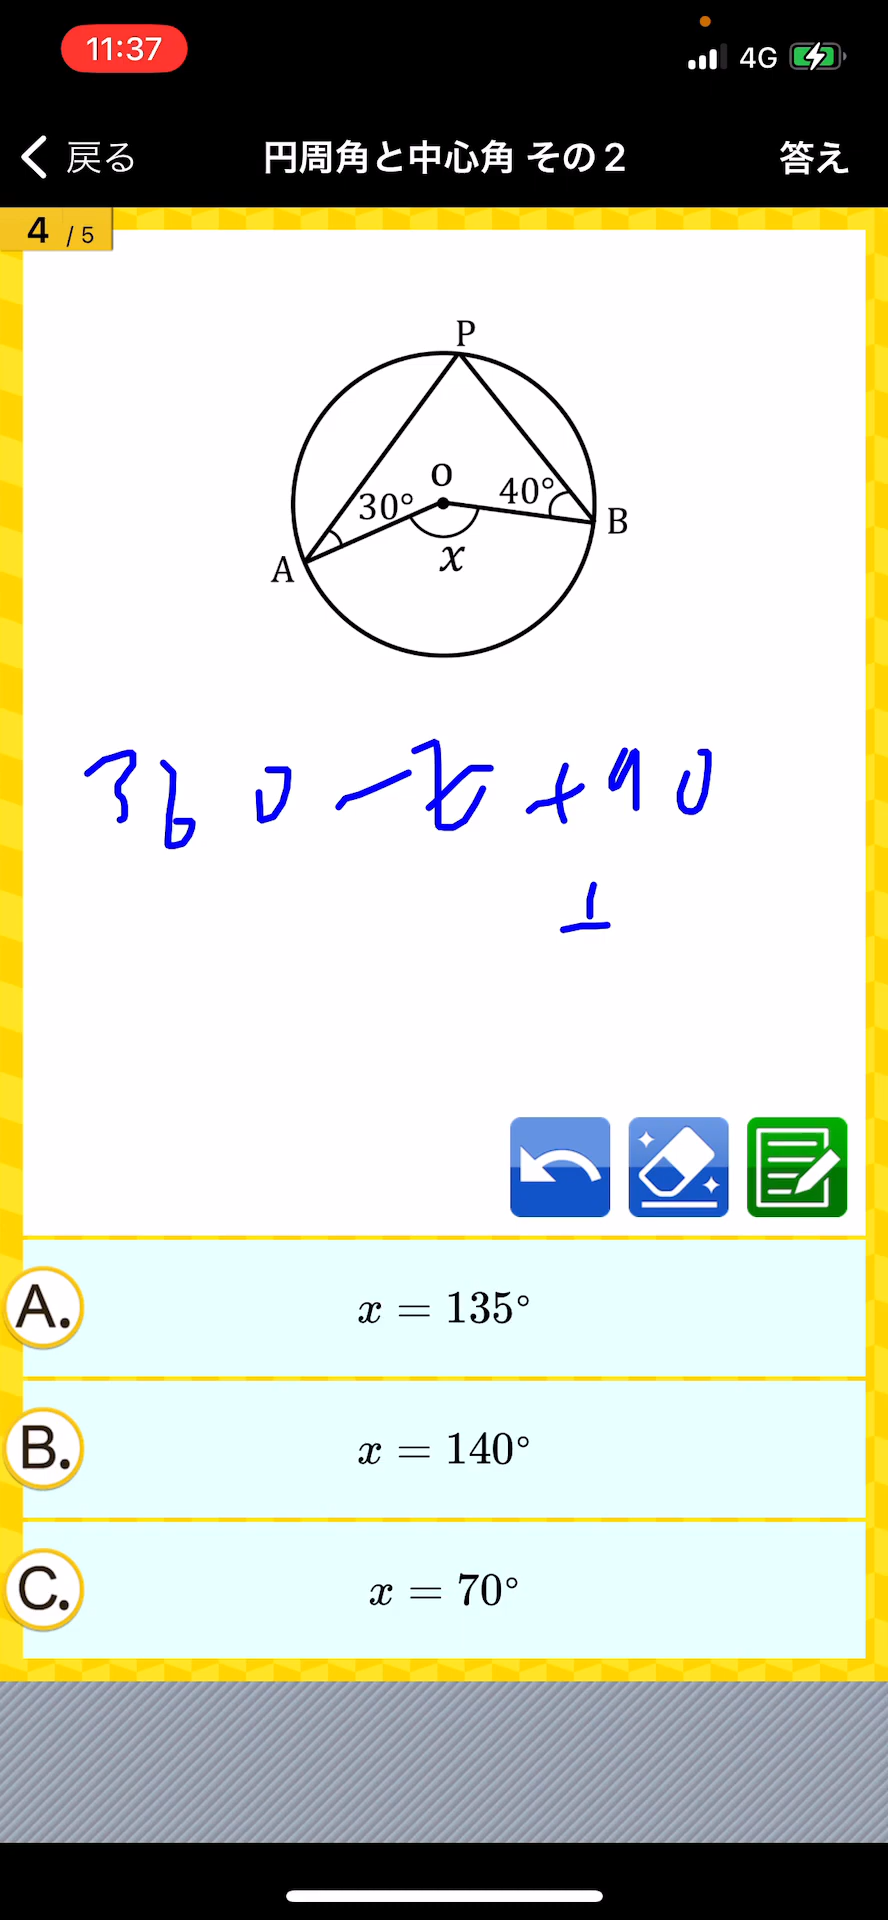 11:37
4G
戻る
円周角と中心角 その2
答え
4 / 5
P
O
30°
40°
B
A
x
360 - x + 90
A.
x = 135°
B.
x = 140°
C.
x = 70°